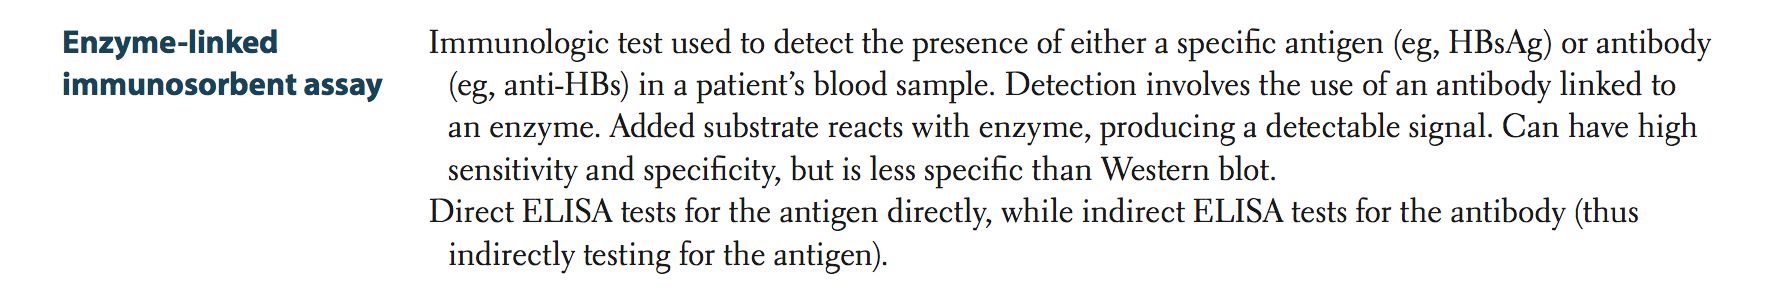 Enzyme-linked
immunosorbent assay
Immunologic test used to detect the presence of either a specific antigen (eg, HBsAg) or antibody
(eg, anti-HBs) in a patient’s blood sample. Detection involves the use of an antibody linked to
an enzyme. Added substrate reacts with enzyme, producing a detectable signal. Can have high
sensitivity and specificity, but is less specific than Western blot.
Direct ELISA tests for the antigen directly, while indirect ELISA tests for the antibody (thus
indirectly testing for the antigen).